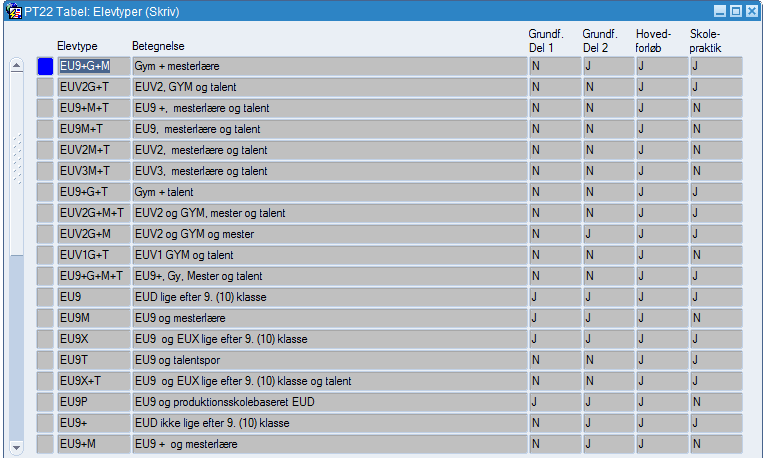 PT22 Tabel: Elevtyper (Skriv)
Elevtype Betegnelse Grundf. Del 1 Grundf. Del 2 Hoved- forløb Skole- praktik
EU9+G+M Gym + mesterlære N J J J
EUV2G+T EUV2, GYM og talent N N J J
EU9+M+T EU9 +, mesterlære og talent N N J N
EU9M+T EU9, mesterlære og talent N N J N
EUV2M+T EUV2, mesterlære og talent N N J N
EUV3M+T EUV3, mesterlære og talent N N J N
EU9+G+T Gym + talent N N J J
EUV2G+M+T EUV2 og GYM, mester og talent N N J J
EUV2G+M EUV2 og GYM og mester N J J J
EUV1G+T EUV1 GYM og talent N N J N
EU9+G+M+T EU9+, Gy, Mester og talent N N J J
EU9 EUD lige efter 9. (10) klasse J J J J
EU9M EU9 og mesterlære J J J N
EU9X EU9 og EUX lige efter 9. (10) klasse J J J J
EU9T EU9 og talentspor N N J J
EU9X+T EU9 og EUX lige efter 9. (10) klasse og talent N N J J
EU9P EU9 og produktionsskolebaseret EUD J J J N
EU9+ EUD ikke lige efter 9. (10) klasse N J J J
EU9+M EU9 + og mesterlære N J J N